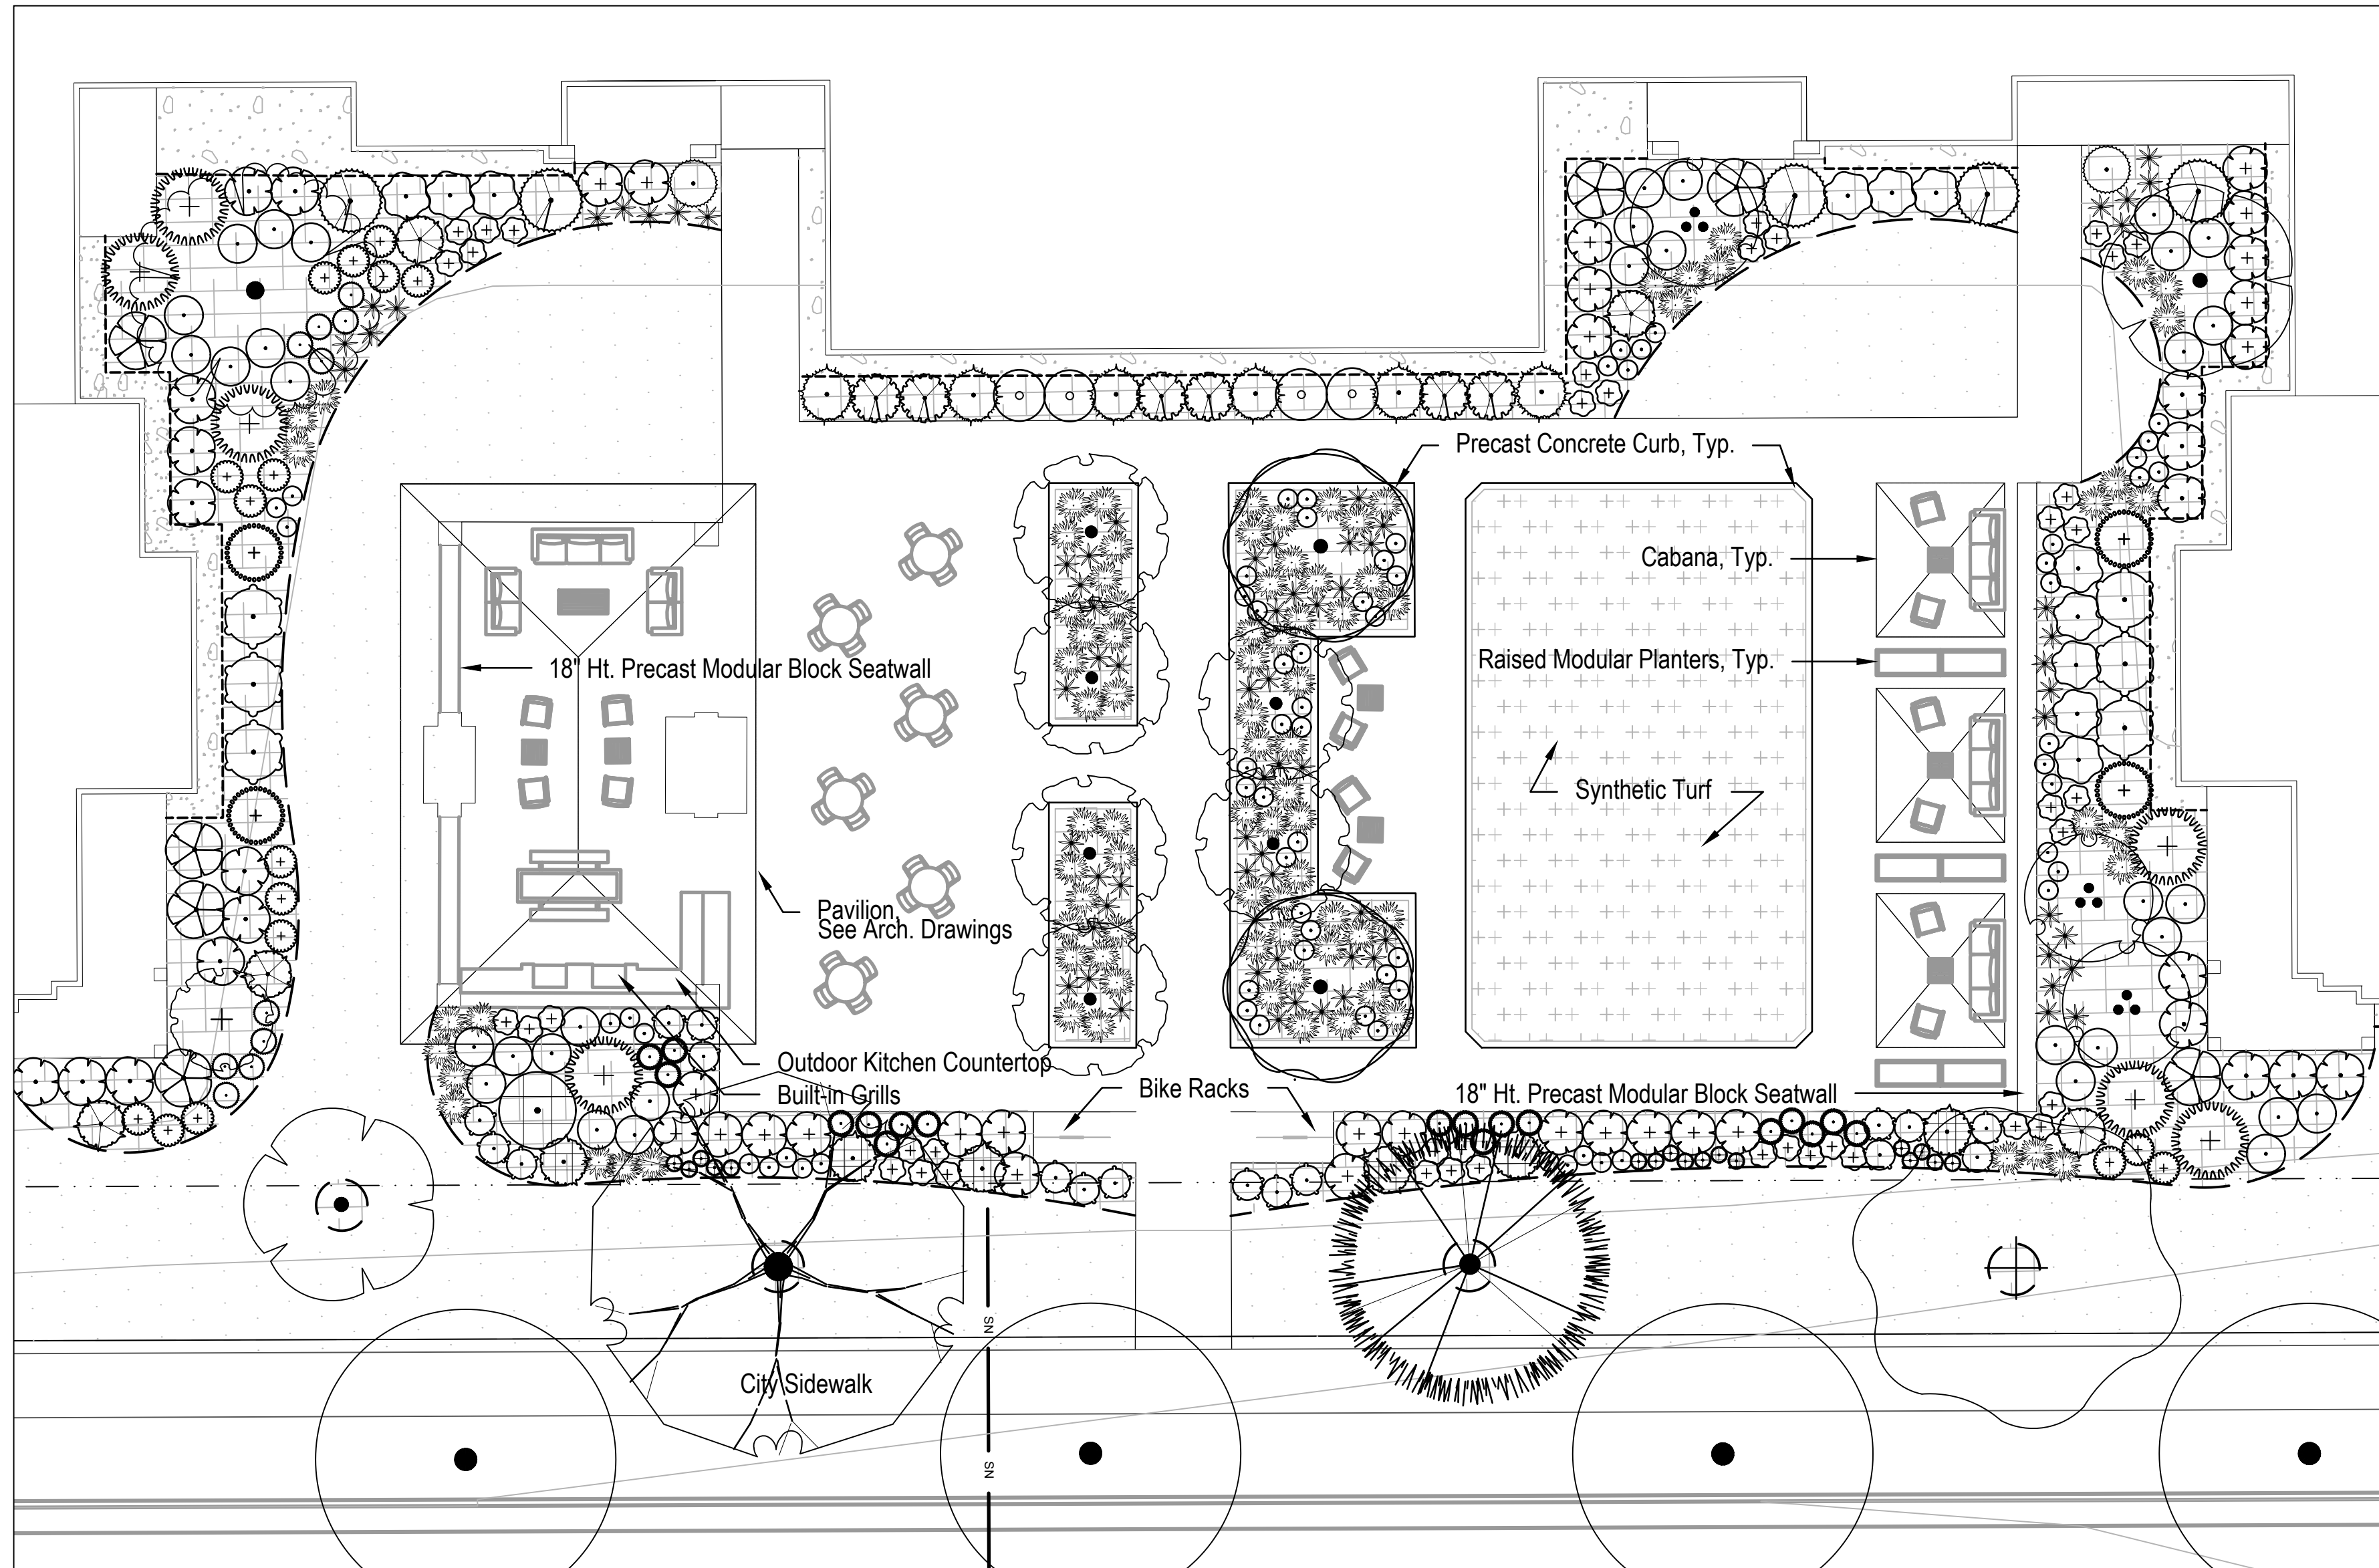 Precast Concrete Curb, Typ.
Cabana, Typ.
18" Ht. Precast Modular Block Seatwall
Raised Modular Planters, Typ.
Synthetic Turf
Pavilion,
See Arch. Drawings
Outdoor Kitchen Countertop
Built-in Grills
Bike Racks
18" Ht. Precast Modular Block Seatwall
SN
City Sidewalk
SN